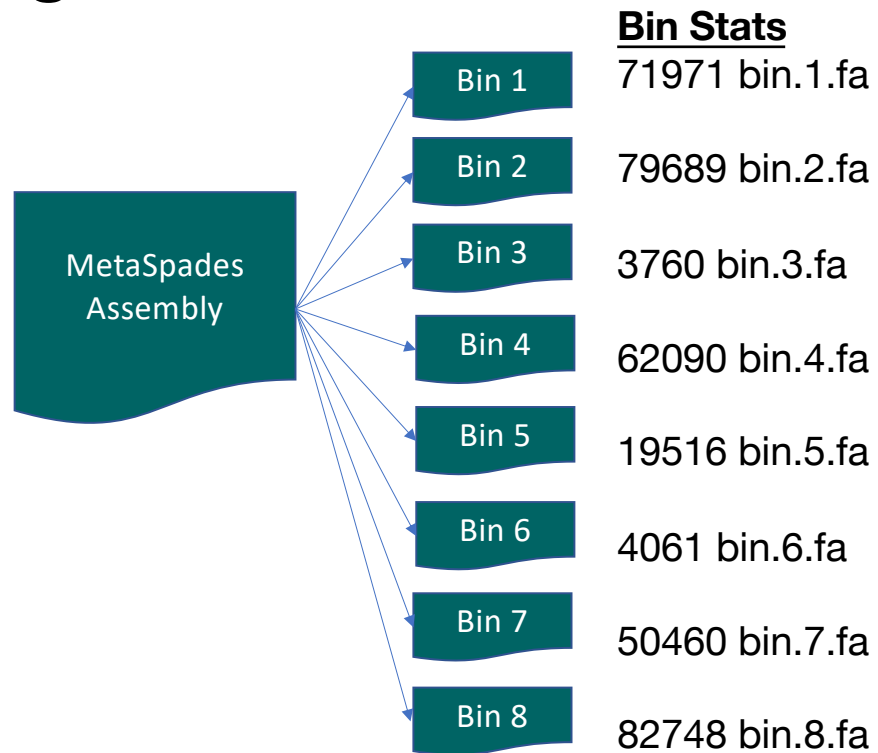 g
Bin Stats
MetaSpades
Assembly
Bin 1
71971 bin.1.fa
Bin 2
79689 bin.2.fa
Bin 3
3760 bin.3.fa
Bin 4
62090 bin.4.fa
Bin 5
19516 bin.5.fa
Bin 6
4061 bin.6.fa
Bin 7
50460 bin.7.fa
Bin 8
82748 bin.8.fa